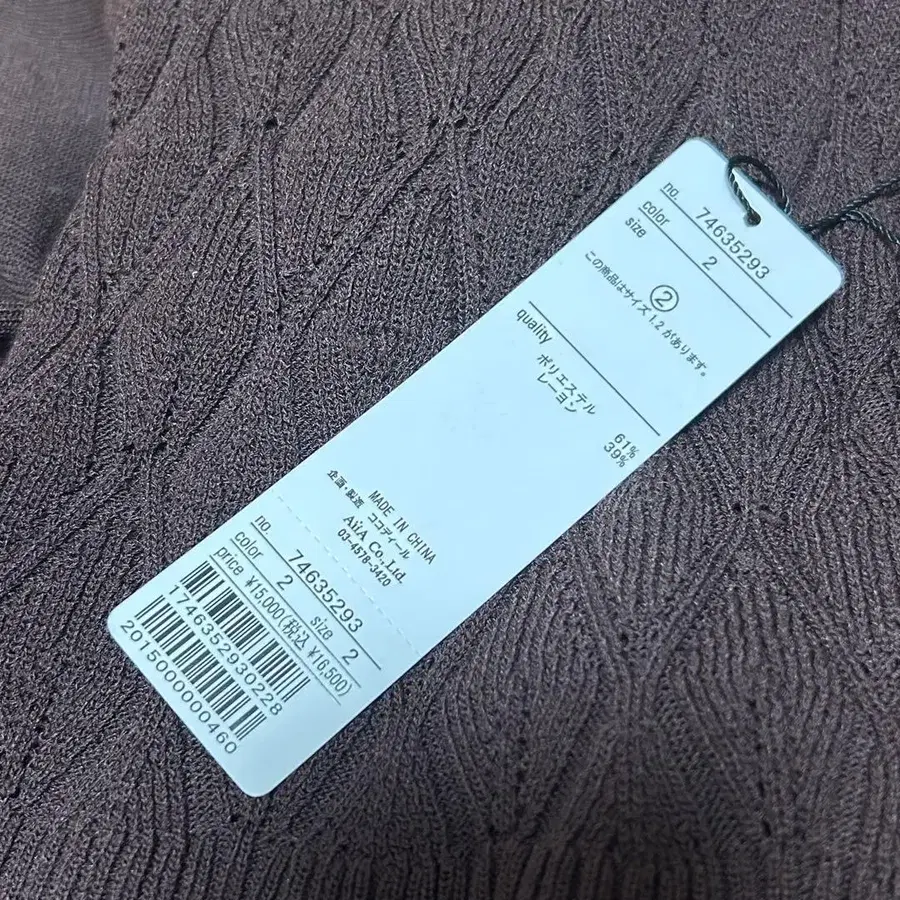 no. 74635293
color 2
size ②
この商品はサイズ1.2があります。
quality
ポリエステル 61%
レーヨン 39%
MADE IN CHINA
企画・製造 ココディール
AiIA Co.,Ltd.
03-4578-3420
no. 74635293
color 2 size 2
price ¥15,000(税込 ¥16,500)
1746352930228
2015000000460